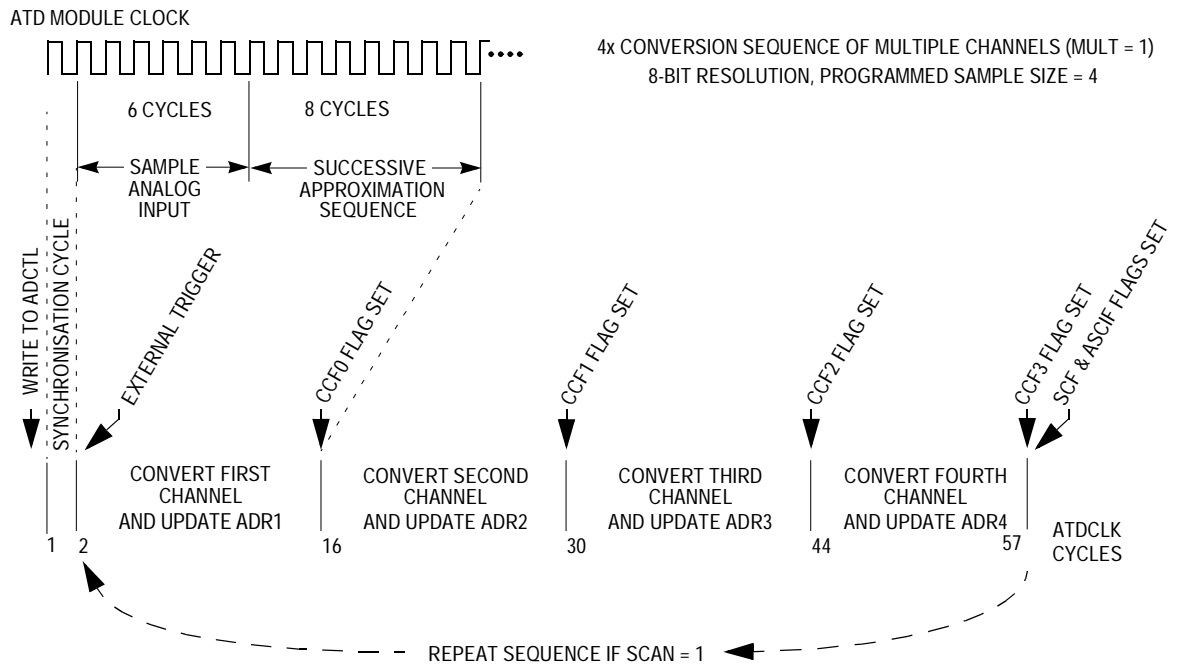 ATD MODULE CLOCK
4x CONVERSION SEQUENCE OF MULTIPLE CHANNELS (MULT = 1)
8-BIT RESOLUTION, PROGRAMMED SAMPLE SIZE = 4
6 CYCLES
8 CYCLES
SAMPLE
ANALOG
INPUT
SUCCESSIVE
APPROXIMATION
SEQUENCE
WRITE TO ADCTL
SYNCHRONISATION CYCLE
EXTERNAL TRIGGER
CCF0 FLAG SET
CCF1 FLAG SET
CCF2 FLAG SET
CCF3 FLAG SET
SCF & ASCIF FLAGS SET
CONVERT FIRST
CHANNEL
AND UPDATE ADR1
CONVERT SECOND
CHANNEL
AND UPDATE ADR2
CONVERT THIRD
CHANNEL
AND UPDATE ADR3
CONVERT FOURTH
CHANNEL
AND UPDATE ADR4
1
2
16
30
44
57
ATDCLK
CYCLES
REPEAT SEQUENCE IF SCAN = 1